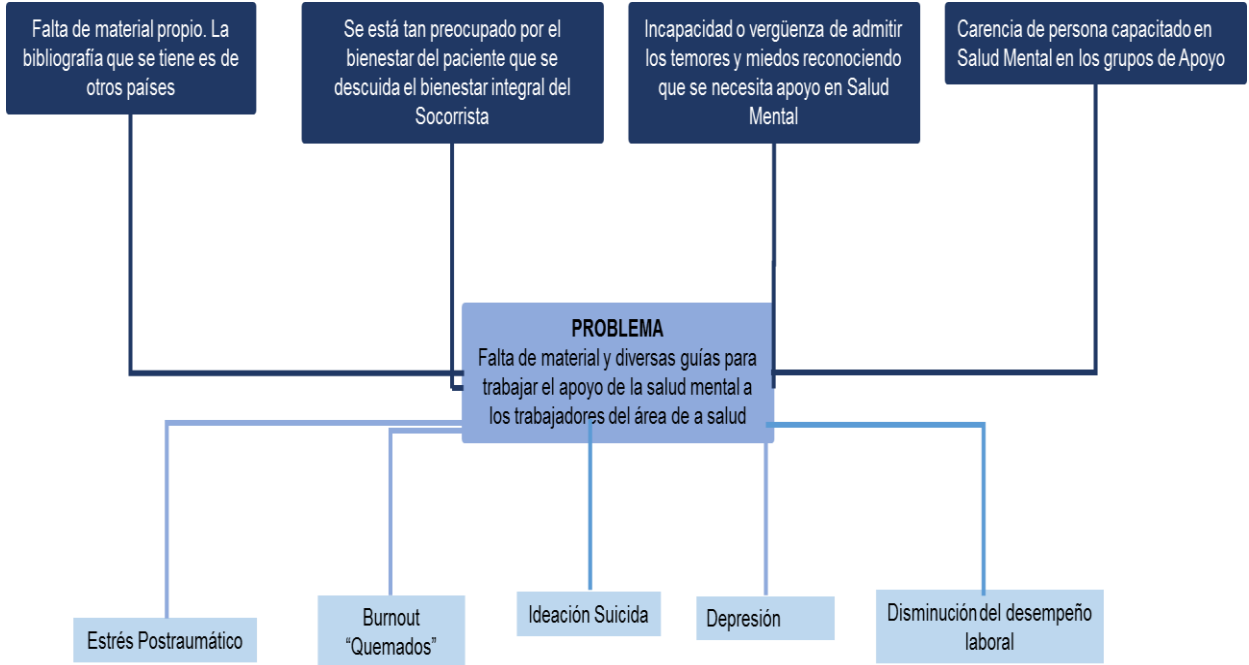 Falta de material propio. La
bibliografía que se tiene es de
otros países
Se está tan preocupado por el
bienestar del paciente que se
descuida el bienestar integral del
Socorrista
Incapacidad o vergüenza de admitir
los temores y miedos reconociendo
que se necesita apoyo en Salud
Mental
Carencia de persona capacitado en
Salud Mental en los grupos de Apoyo
PROBLEMA
Falta de material y diversas guías para
trabajar el apoyo de la salud mental a
los trabajadores del área de a salud
Estrés Postraumático
Burnout
“Quemados”
Ideación Suicida
Depresión
Disminución del desempeño
laboral